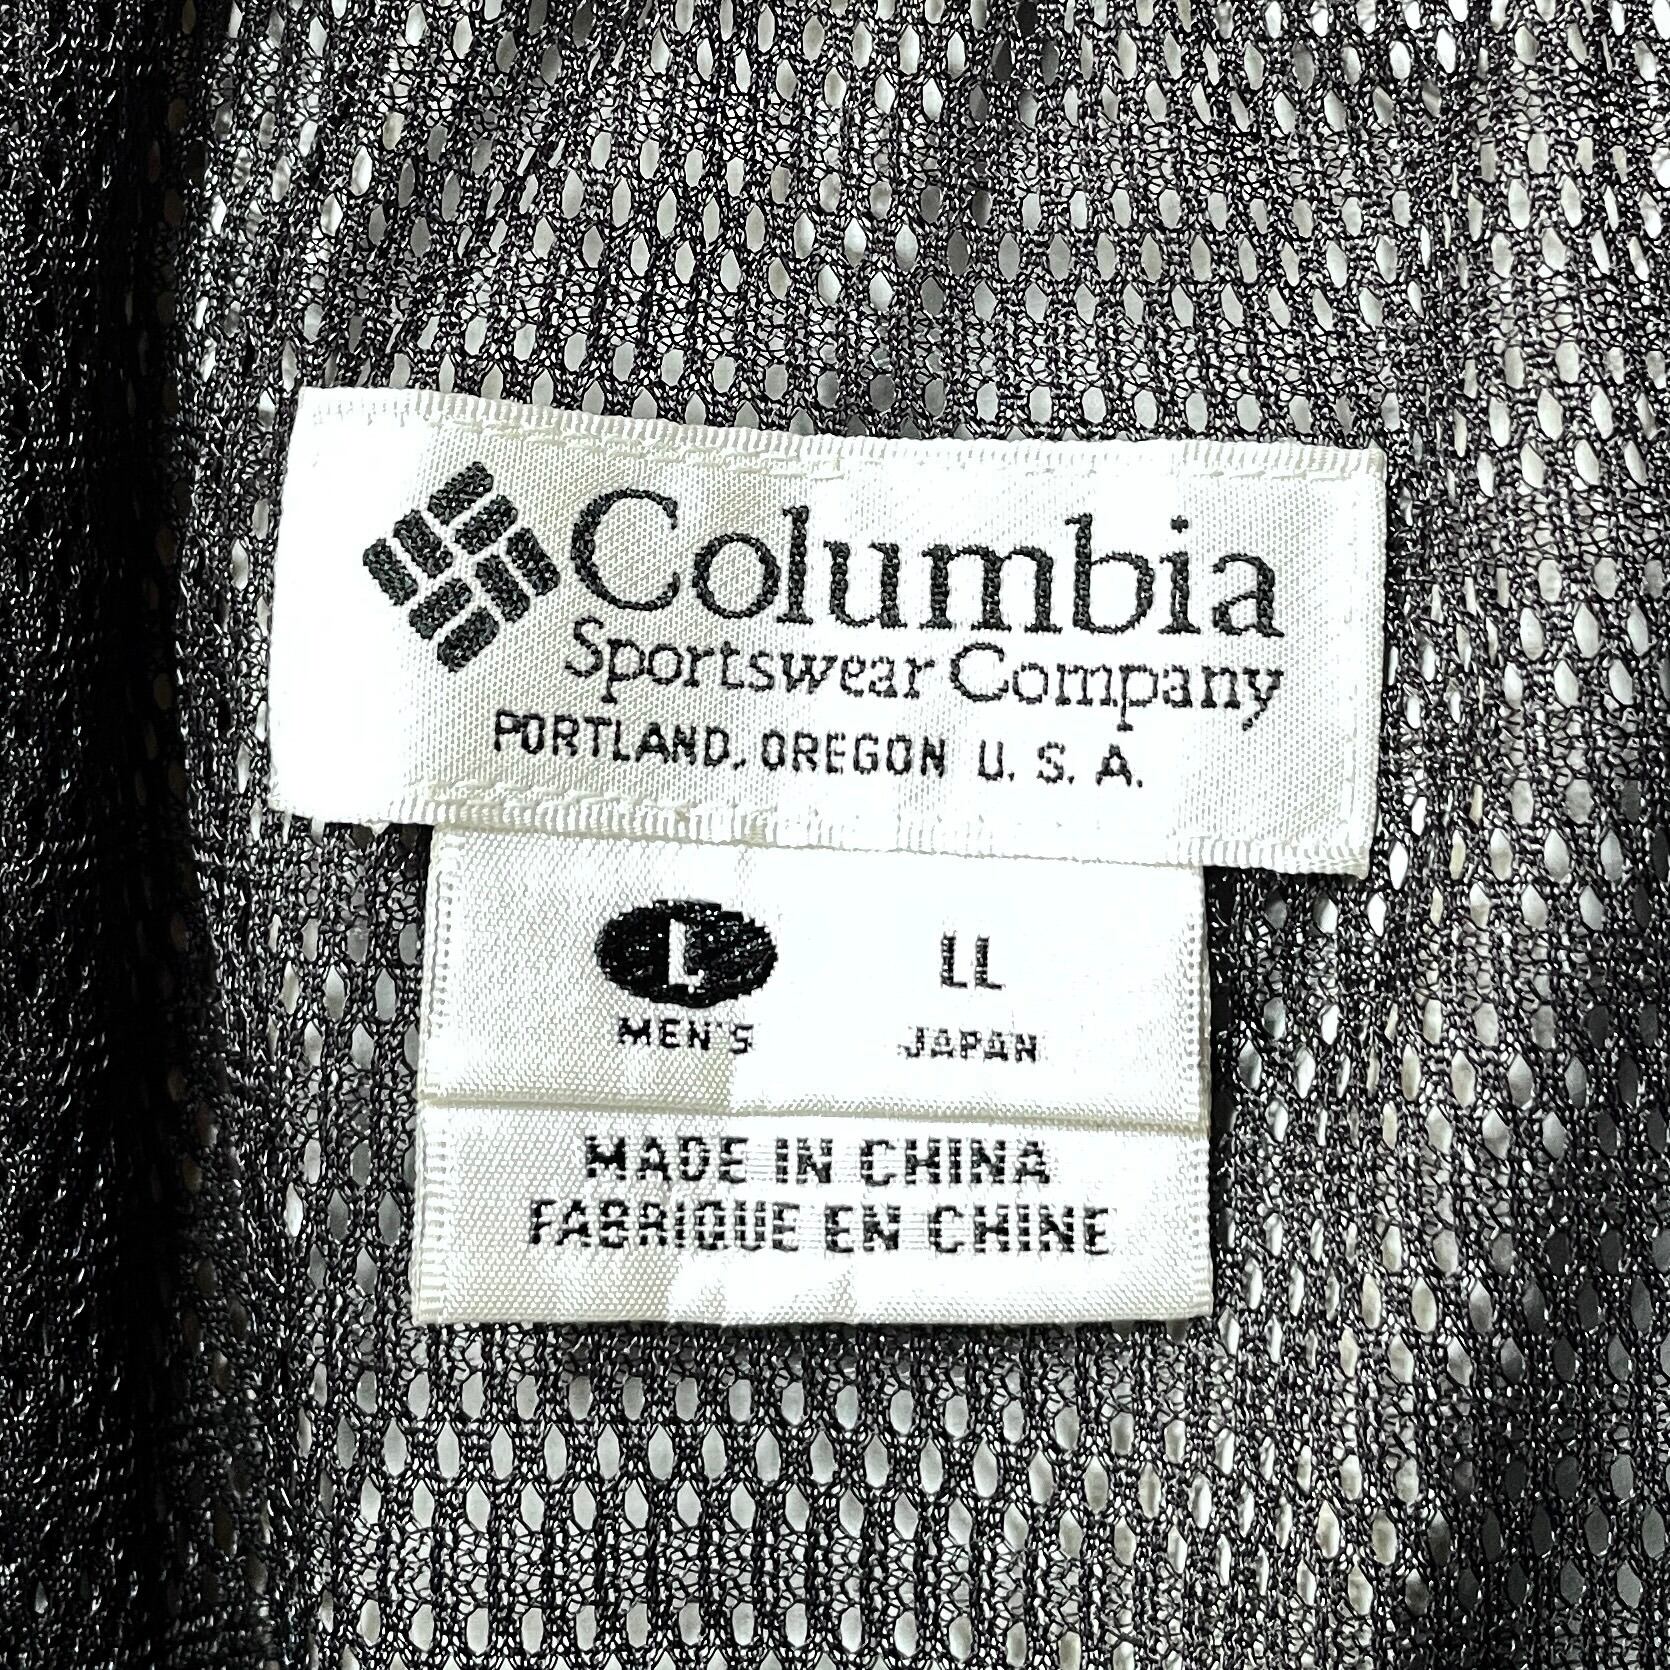 Columbia
Sportswear Company
PORTLAND, OREGON U. S. A.
L LL
MEN'S JAPAN
MADE IN CHINA
FABRIQUE EN CHINE